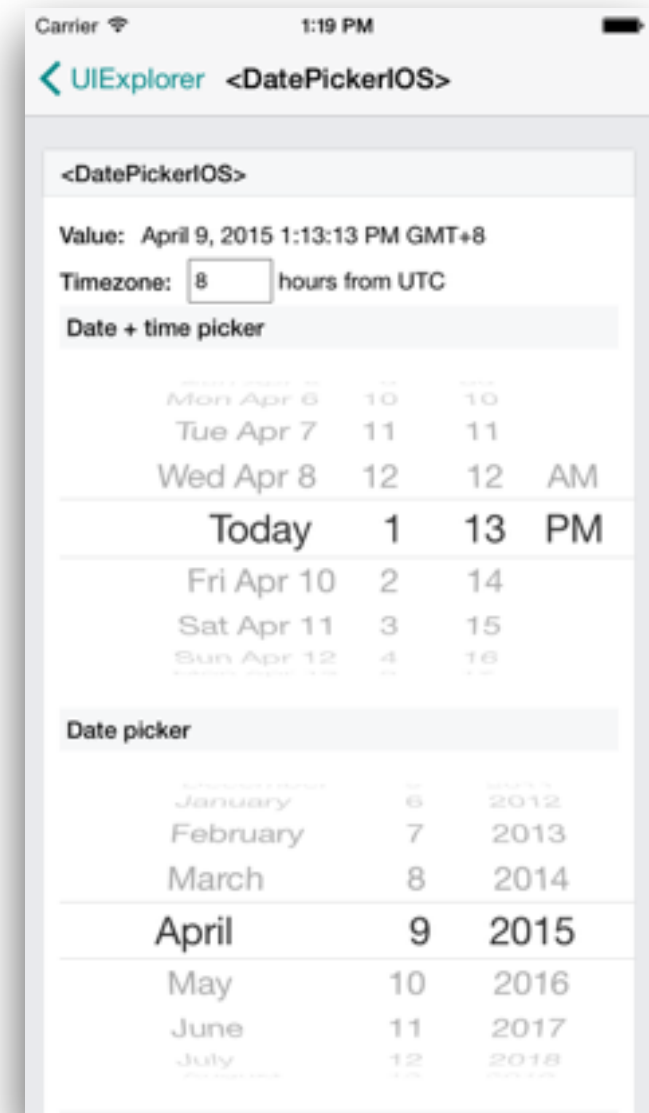 Carrier 1:19 PM
UIExplorer <DatePickerIOS>
<DatePickerIOS>
Value: April 9, 2015 1:13:13 PM GMT+8
Timezone: 8 hours from UTC
Date + time picker
Mon Apr 6 10 10
Tue Apr 7 11 11
Wed Apr 8 12 12 AM
Today 1 13 PM
Fri Apr 10 2 14
Sat Apr 11 3 15
Sun Apr 12 4 16
Date picker
January 6 2012
February 7 2013
March 8 2014
April 9 2015
May 10 2016
June 11 2017
July 12 2018